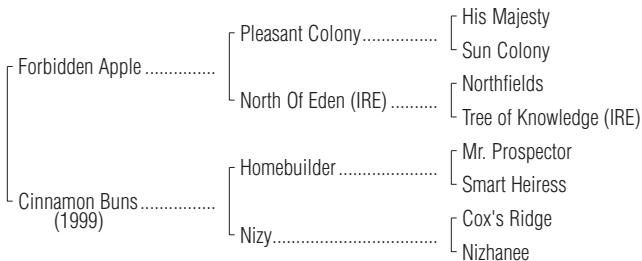 His Majesty
Pleasant Colony.................
Sun Colony
Forbidden Apple ...............
Northfields
North Of Eden (IRE) ..........
Tree of Knowledge (IRE)
Mr. Prospector
Homebuilder ......................
Smart Heiress
Cinnamon Buns................
(1999)
Cox's Ridge
Nizy.....................................
Nizhanee